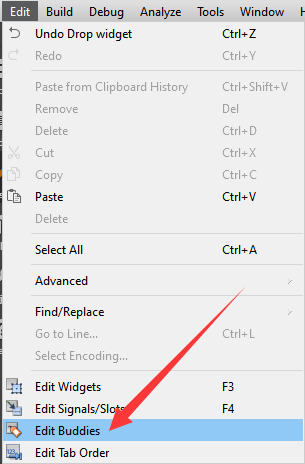 Edit Build Debug Analyze Tools Window
Undo Drop widget Ctrl+Z
Redo Ctrl+Y
Paste from Clipboard History Ctrl+Shift+V
Remove Del
Delete Ctrl+D
Cut Ctrl+X
Copy Ctrl+C
Paste Ctrl+V
Delete
Select All Ctrl+A
Advanced
Find/Replace
Go to Line... Ctrl+L
Select Encoding...
Edit Widgets F3
Edit Signals/Slots F4
Edit Buddies
Edit Tab Order